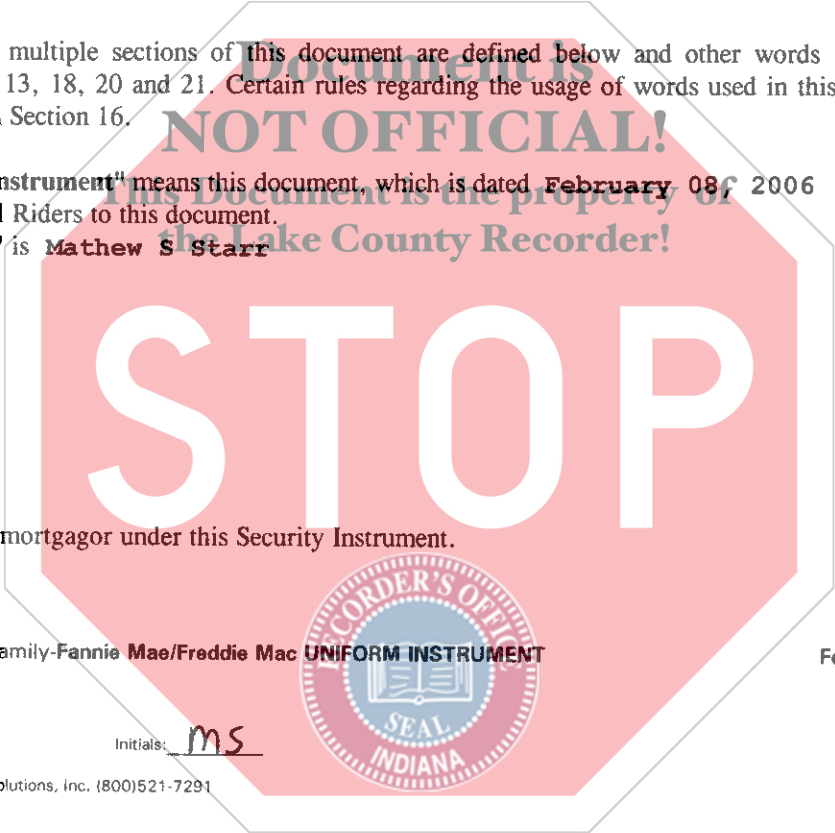 multiple sections of this document are defined below and other words
Document is
13, 18, 20 and 21. Certain rules regarding the usage of words used in this
Section 16.
NOT OFFICIAL!
nstrument" means this document, which is dated February 08, 2006
This Document is the property of
Riders to this document.
is Mathew S Starr
the Lake County Recorder!
STOP
mortgagor under this Security Instrument.
RECORDER'S OFFICE
amily-Fannie Mae/Freddie Mac UNIFORM INSTRUMENT
Fe
SEAL
INDIANA
Initials: MS
olutions, Inc. (800)521-7291